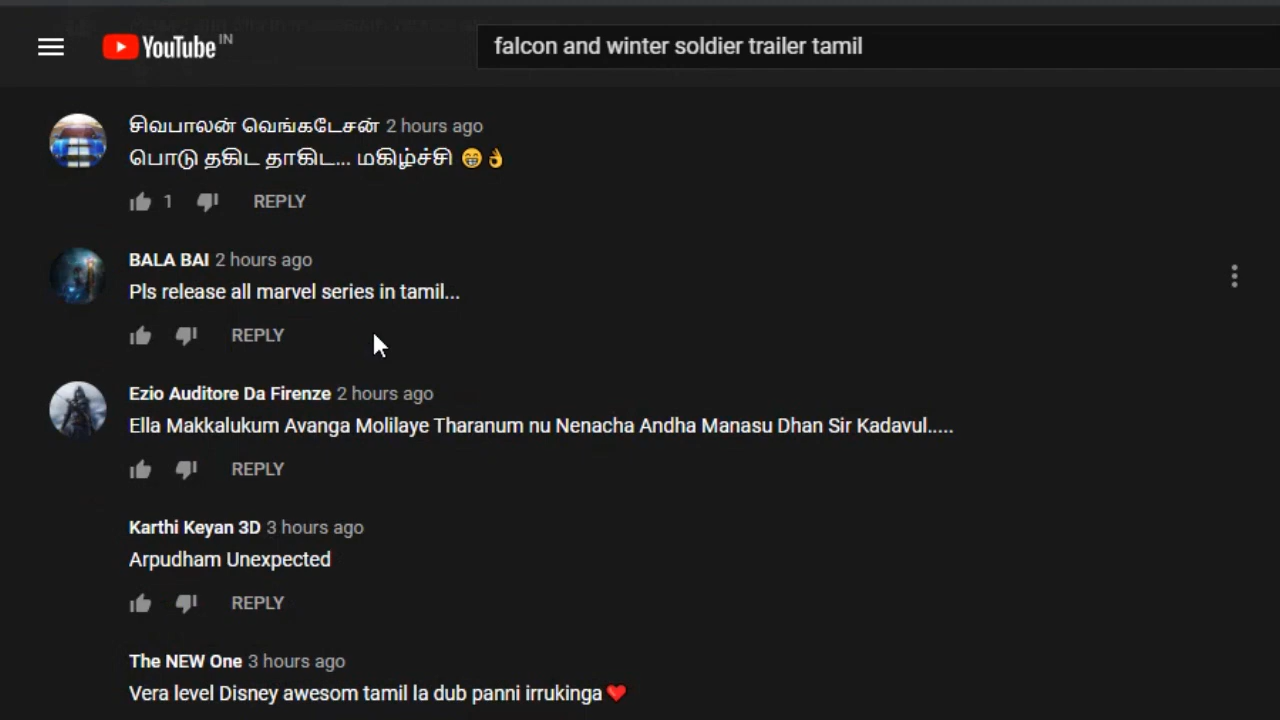 YouTube IN
falcon and winter soldier trailer tamil
சிவபாலன் வெங்கடேசன் 2 hours ago
பொடு தகிட தாகிட... மகிழ்ச்சி 😁👌
1 REPLY
BALA BAI 2 hours ago
Pls release all marvel series in tamil...
REPLY
Ezio Auditore Da Firenze 2 hours ago
Ella Makkalukum Avanga Molilaye Tharanum nu Nenacha Andha Manasu Dhan Sir Kadavul.....
REPLY
Karthi Keyan 3D 3 hours ago
Arpudham Unexpected
REPLY
The NEW One 3 hours ago
Vera level Disney awesom tamil la dub panni irrukinga❤️